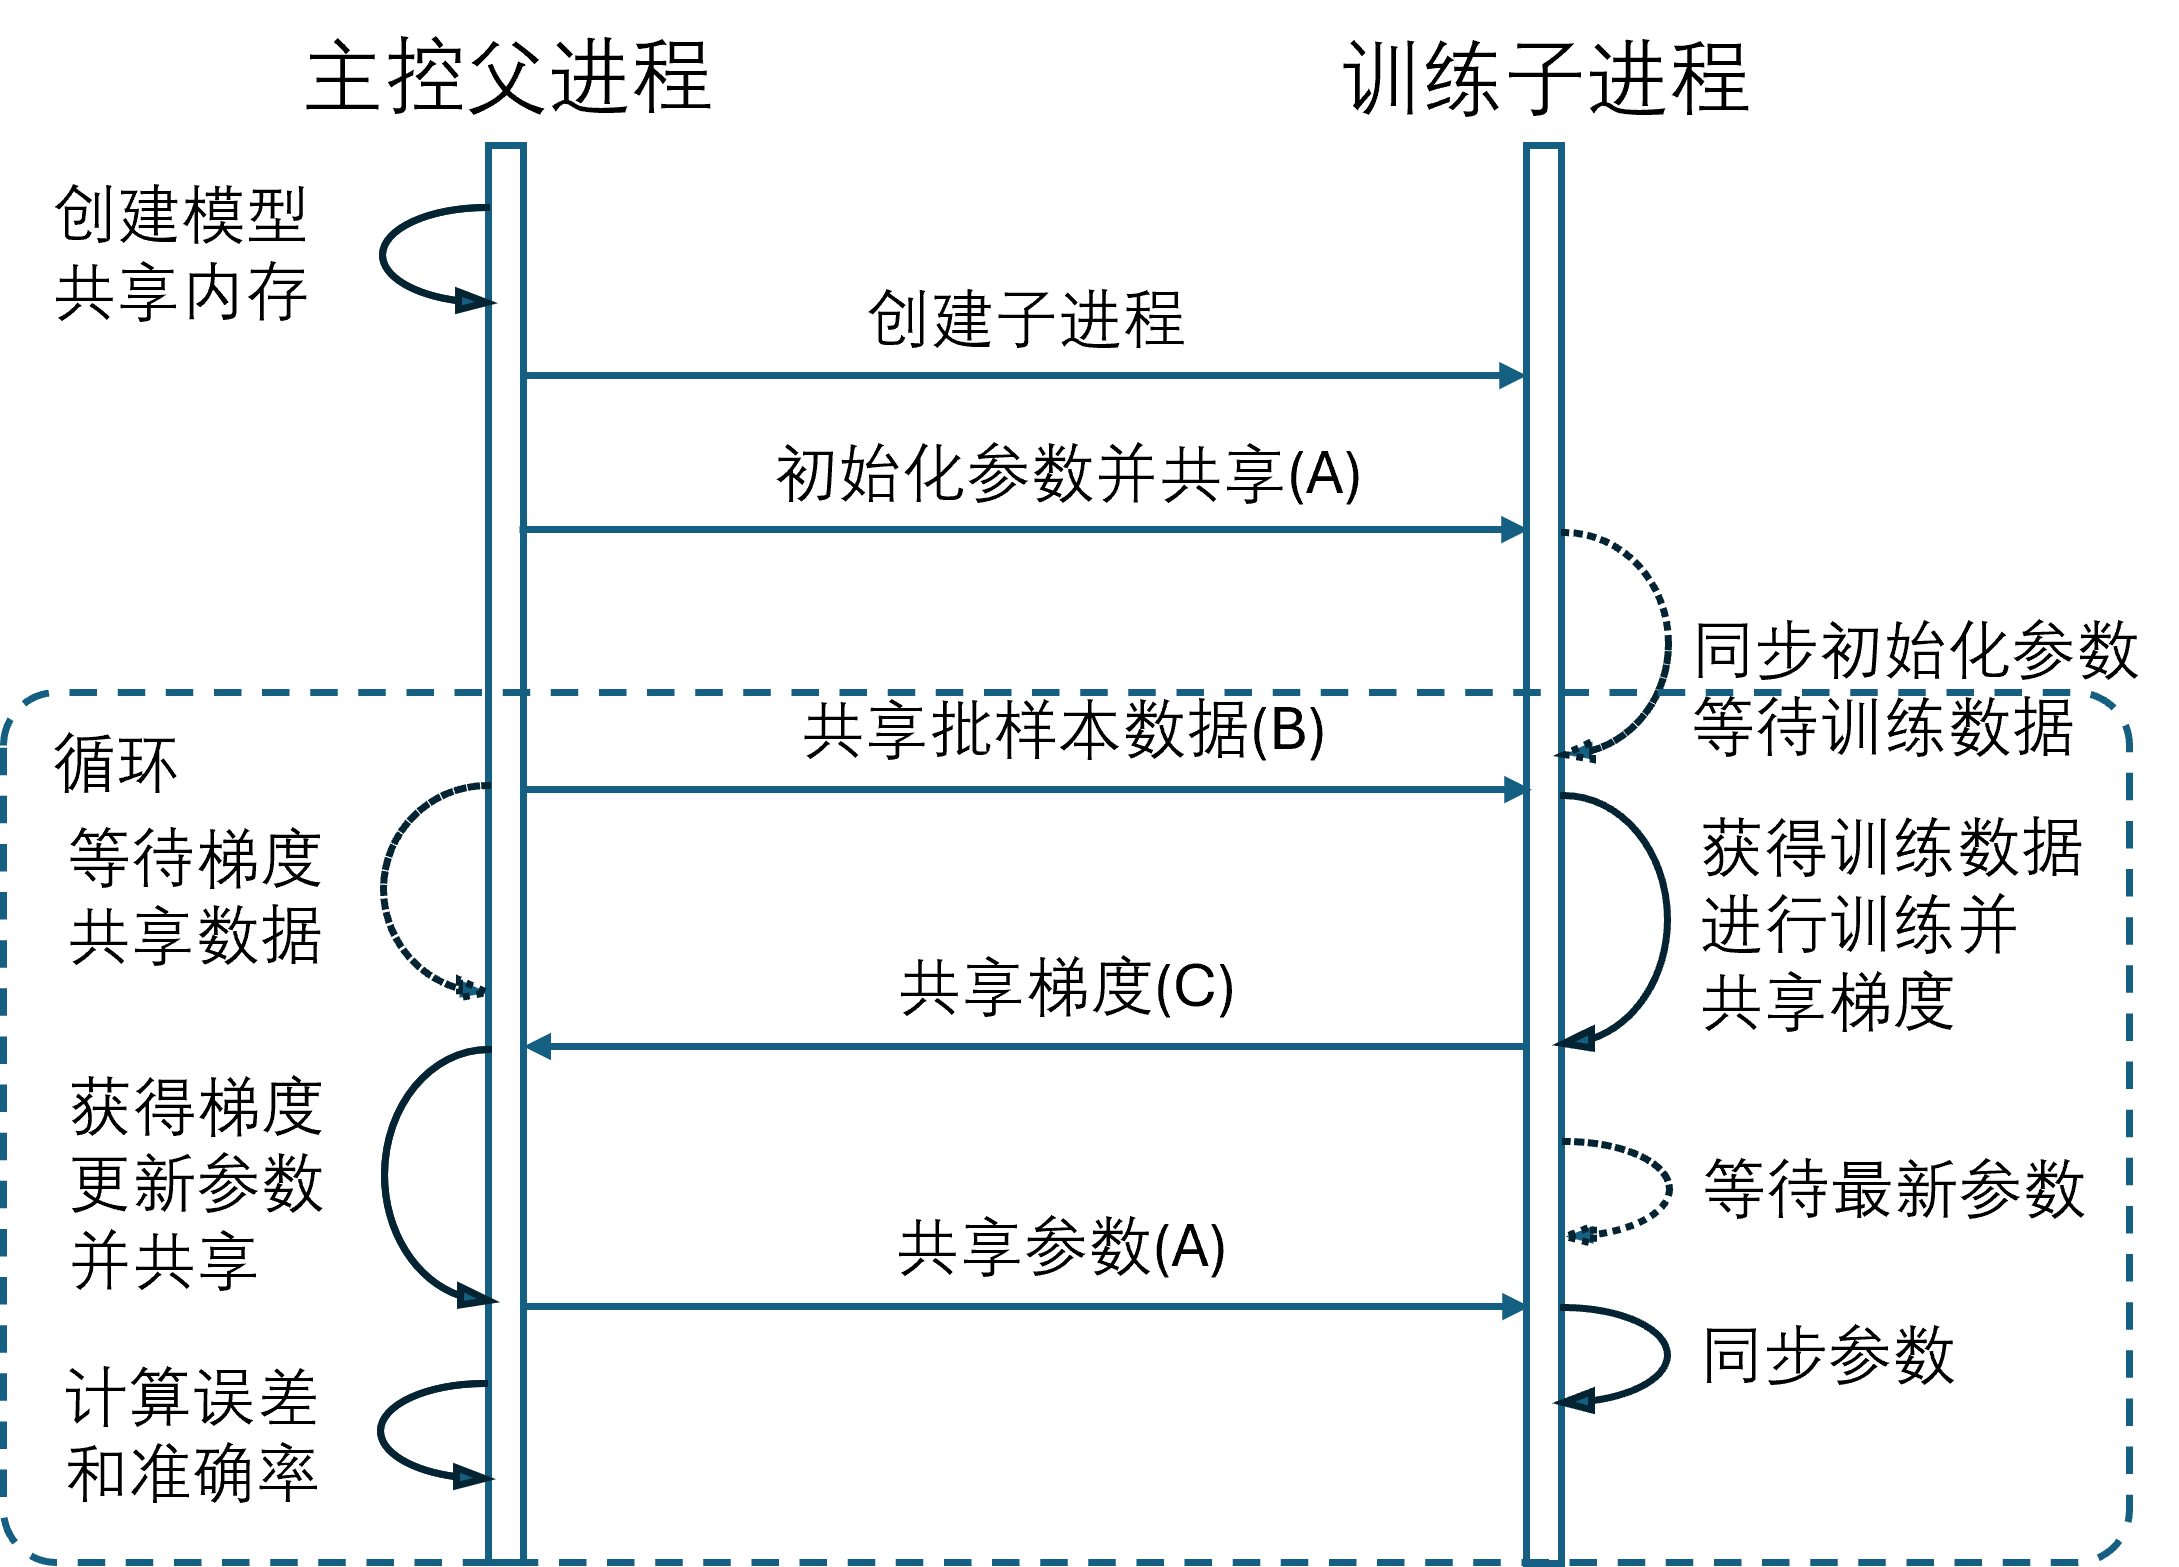 主控父进程
训练子进程
创建模型
共享内存
创建子进程
初始化参数并共享(A)
同步初始化参数
等待训练数据
循环
共享批样本数据(B)
等待梯度
共享数据
获得训练数据
进行训练并
共享梯度
共享梯度(C)
获得梯度
更新参数
并共享
等待最新参数
共享参数(A)
同步参数
计算误差
和准确率